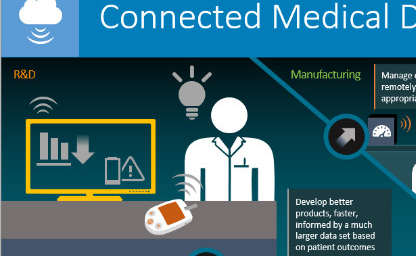 Connected Medical D
R&D
Manufacturing
Manage
remotely
appropria
Develop better
products, faster,
informed by a much
larger data set based
on patient outcomes